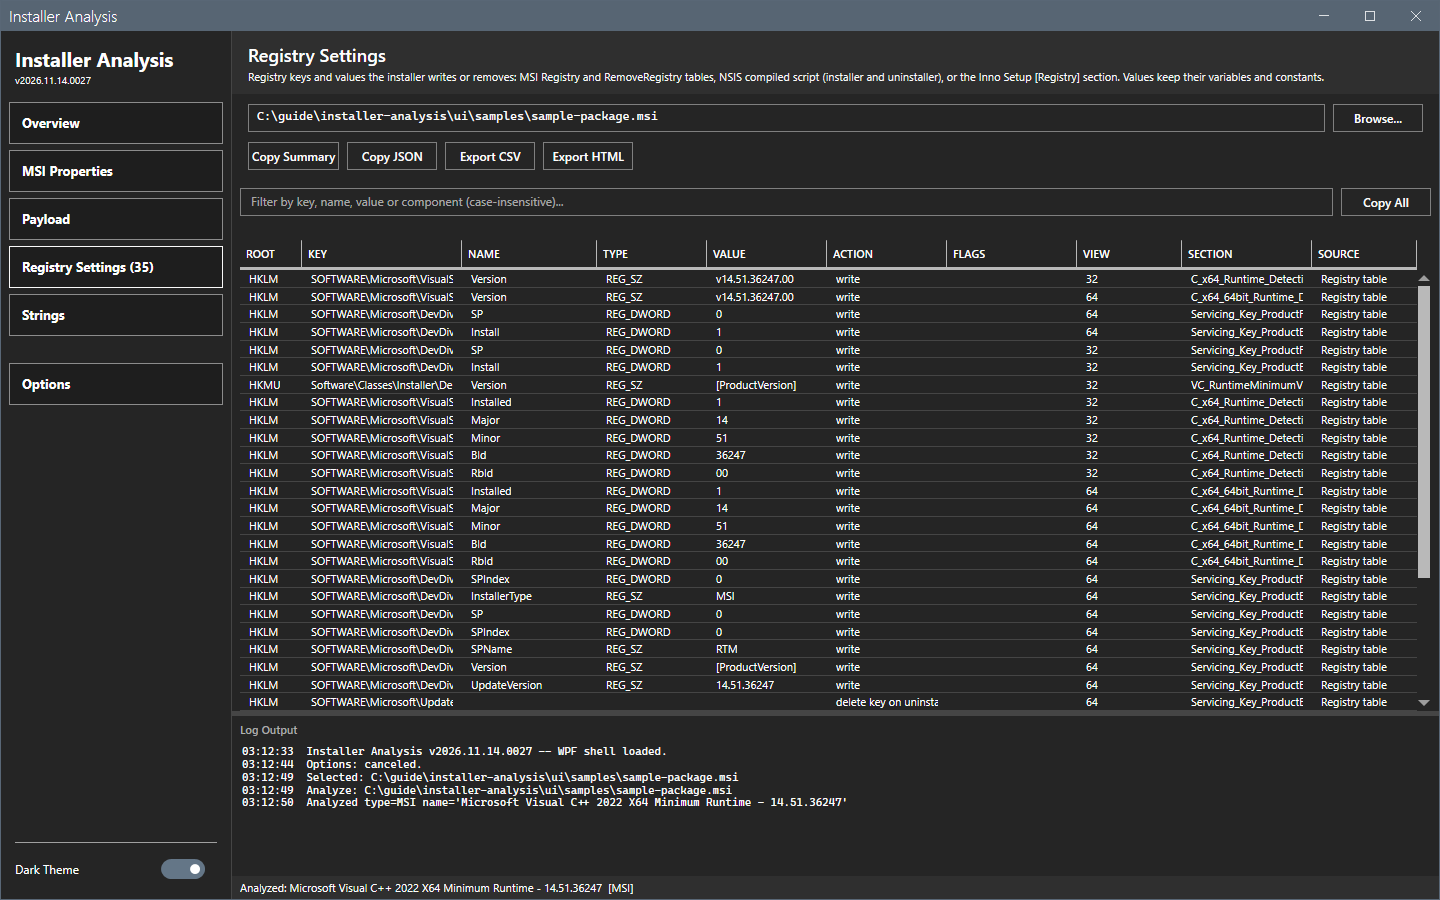 Installer Analysis
Installer Analysis
v2026.11.14.0027
Overview
MSI Properties
Payload
Registry Settings (35)
Strings
Options
Dark Theme
Registry Settings
Registry keys and values the installer writes or removes: MSI Registry and RemoveRegistry tables, NSIS compiled script (installer and uninstaller), or the Inno Setup [Registry] section. Values keep their variables and constants.
C:\guide\installer-analysis\ui\samples\sample-package.msi
Browse...
Copy Summary Copy JSON Export CSV Export HTML
Filter by key, name, value or component (case-insensitive)...
Copy All
ROOT KEY NAME TYPE VALUE ACTION FLAGS VIEW SECTION SOURCE
HKLM SOFTWARE\Microsoft\VisualS Version REG_SZ v14.51.36247.00 write 32 C_x64_Runtime_Detecti Registry table
HKLM SOFTWARE\Microsoft\VisualS Version REG_SZ v14.51.36247.00 write 64 C_x64_64bit_Runtime_D Registry table
HKLM SOFTWARE\Microsoft\DevDiv SP REG_DWORD 0 write 64 Servicing_Key_ProductF Registry table
HKLM SOFTWARE\Microsoft\DevDiv Install REG_DWORD 1 write 64 Servicing_Key_ProductE Registry table
HKLM SOFTWARE\Microsoft\DevDiv SP REG_DWORD 0 write 32 Servicing_Key_ProductF Registry table
HKLM SOFTWARE\Microsoft\DevDiv Install REG_DWORD 1 write 32 Servicing_Key_ProductF Registry table
HKMU Software\Classes\Installer\De Version REG_SZ [ProductVersion] write 32 VC_RuntimeMinimumV Registry table
HKLM SOFTWARE\Microsoft\VisualS Installed REG_DWORD 1 write 32 C_x64_Runtime_Detecti Registry table
HKLM SOFTWARE\Microsoft\VisualS Major REG_DWORD 14 write 32 C_x64_Runtime_Detecti Registry table
HKLM SOFTWARE\Microsoft\VisualS Minor REG_DWORD 51 write 32 C_x64_Runtime_Detecti Registry table
HKLM SOFTWARE\Microsoft\VisualS Bld REG_DWORD 36247 write 32 C_x64_Runtime_Detecti Registry table
HKLM SOFTWARE\Microsoft\VisualS Rbld REG_DWORD 00 write 32 C_x64_Runtime_Detecti Registry table
HKLM SOFTWARE\Microsoft\VisualS Installed REG_DWORD 1 write 64 C_x64_64bit_Runtime_D Registry table
HKLM SOFTWARE\Microsoft\VisualS Major REG_DWORD 14 write 64 C_x64_64bit_Runtime_D Registry table
HKLM SOFTWARE\Microsoft\VisualS Minor REG_DWORD 51 write 64 C_x64_64bit_Runtime_D Registry table
HKLM SOFTWARE\Microsoft\VisualS Bld REG_DWORD 36247 write 64 C_x64_64bit_Runtime_D Registry table
HKLM SOFTWARE\Microsoft\VisualS Rbld REG_DWORD 00 write 64 C_x64_64bit_Runtime_D Registry table
HKLM SOFTWARE\Microsoft\DevDiv SPIndex REG_DWORD 0 write 64 Servicing_Key_ProductF Registry table
HKLM SOFTWARE\Microsoft\DevDiv InstallerType REG_SZ MSI write 64 Servicing_Key_ProductE Registry table
HKLM SOFTWARE\Microsoft\DevDiv SP REG_DWORD 0 write 64 Servicing_Key_ProductE Registry table
HKLM SOFTWARE\Microsoft\DevDiv SPIndex REG_DWORD 0 write 64 Servicing_Key_ProductE Registry table
HKLM SOFTWARE\Microsoft\DevDiv SPName REG_SZ RTM write 64 Servicing_Key_ProductE Registry table
HKLM SOFTWARE\Microsoft\DevDiv Version REG_SZ [ProductVersion] write 64 Servicing_Key_ProductE Registry table
HKLM SOFTWARE\Microsoft\DevDiv UpdateVersion REG_SZ 14.51.36247 write 64 Servicing_Key_ProductE Registry table
HKLM SOFTWARE\Microsoft\Update delete key on uninsta 64 Servicing_Key_ProductE Registry table
Log Output
03:12:33 Installer Analysis v2026.11.14.0027 -- WPF shell loaded.
03:12:44 Options: canceled.
03:12:49 Selected: C:\guide\installer-analysis\ui\samples\sample-package.msi
03:12:49 Analyze: C:\guide\installer-analysis\ui\samples\sample-package.msi
03:12:50 Analyzed type=MSI name='Microsoft Visual C++ 2022 X64 Minimum Runtime - 14.51.36247'
Analyzed: Microsoft Visual C++ 2022 X64 Minimum Runtime - 14.51.36247 [MSI]